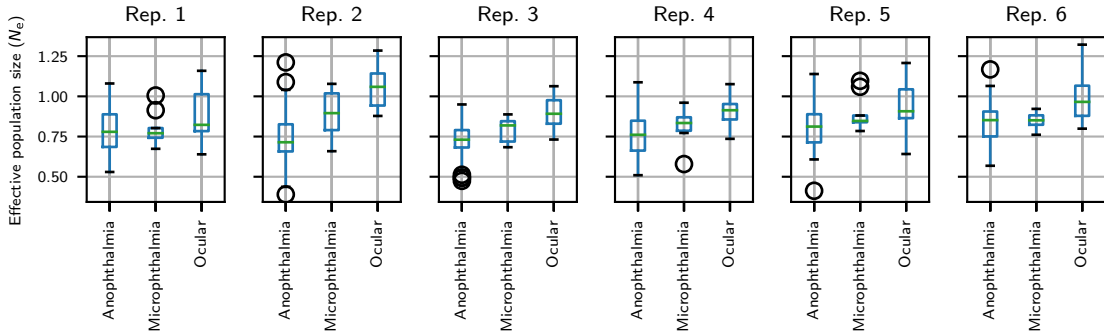 Rep. 1 Rep. 2 Rep. 3 Rep. 4 Rep. 5 Rep. 6
Effective population size (Nₑ)
1.25
1.00
0.75
0.50
Anophthalmia Microphthalmia Ocular Anophthalmia Microphthalmia Ocular Anophthalmia Microphthalmia Ocular Anophthalmia Microphthalmia Ocular Anophthalmia Microphthalmia Ocular Anophthalmia Microphthalmia Ocular